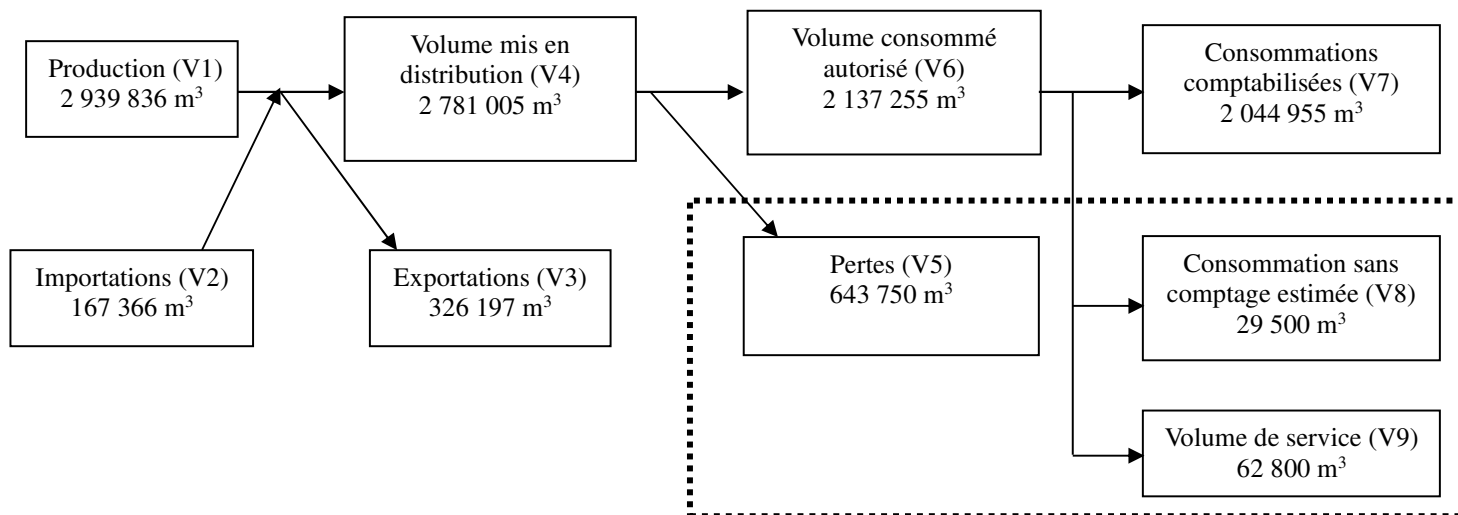 Production (V1)
2 939 836 m³
Volume mis en
distribution (V4)
2 781 005 m³
Volume consommé
autorisé (V6)
2 137 255 m³
Consommations
comptabilisées (V7)
2 044 955 m³
Importations (V2)
167 366 m³
Exportations (V3)
326 197 m³
Pertes (V5)
643 750 m³
Consommation sans
comptage estimée (V8)
29 500 m³
Volume de service (V9)
62 800 m³